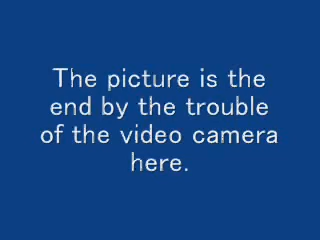 The picture is the
end by the trouble
of the video camera
here.